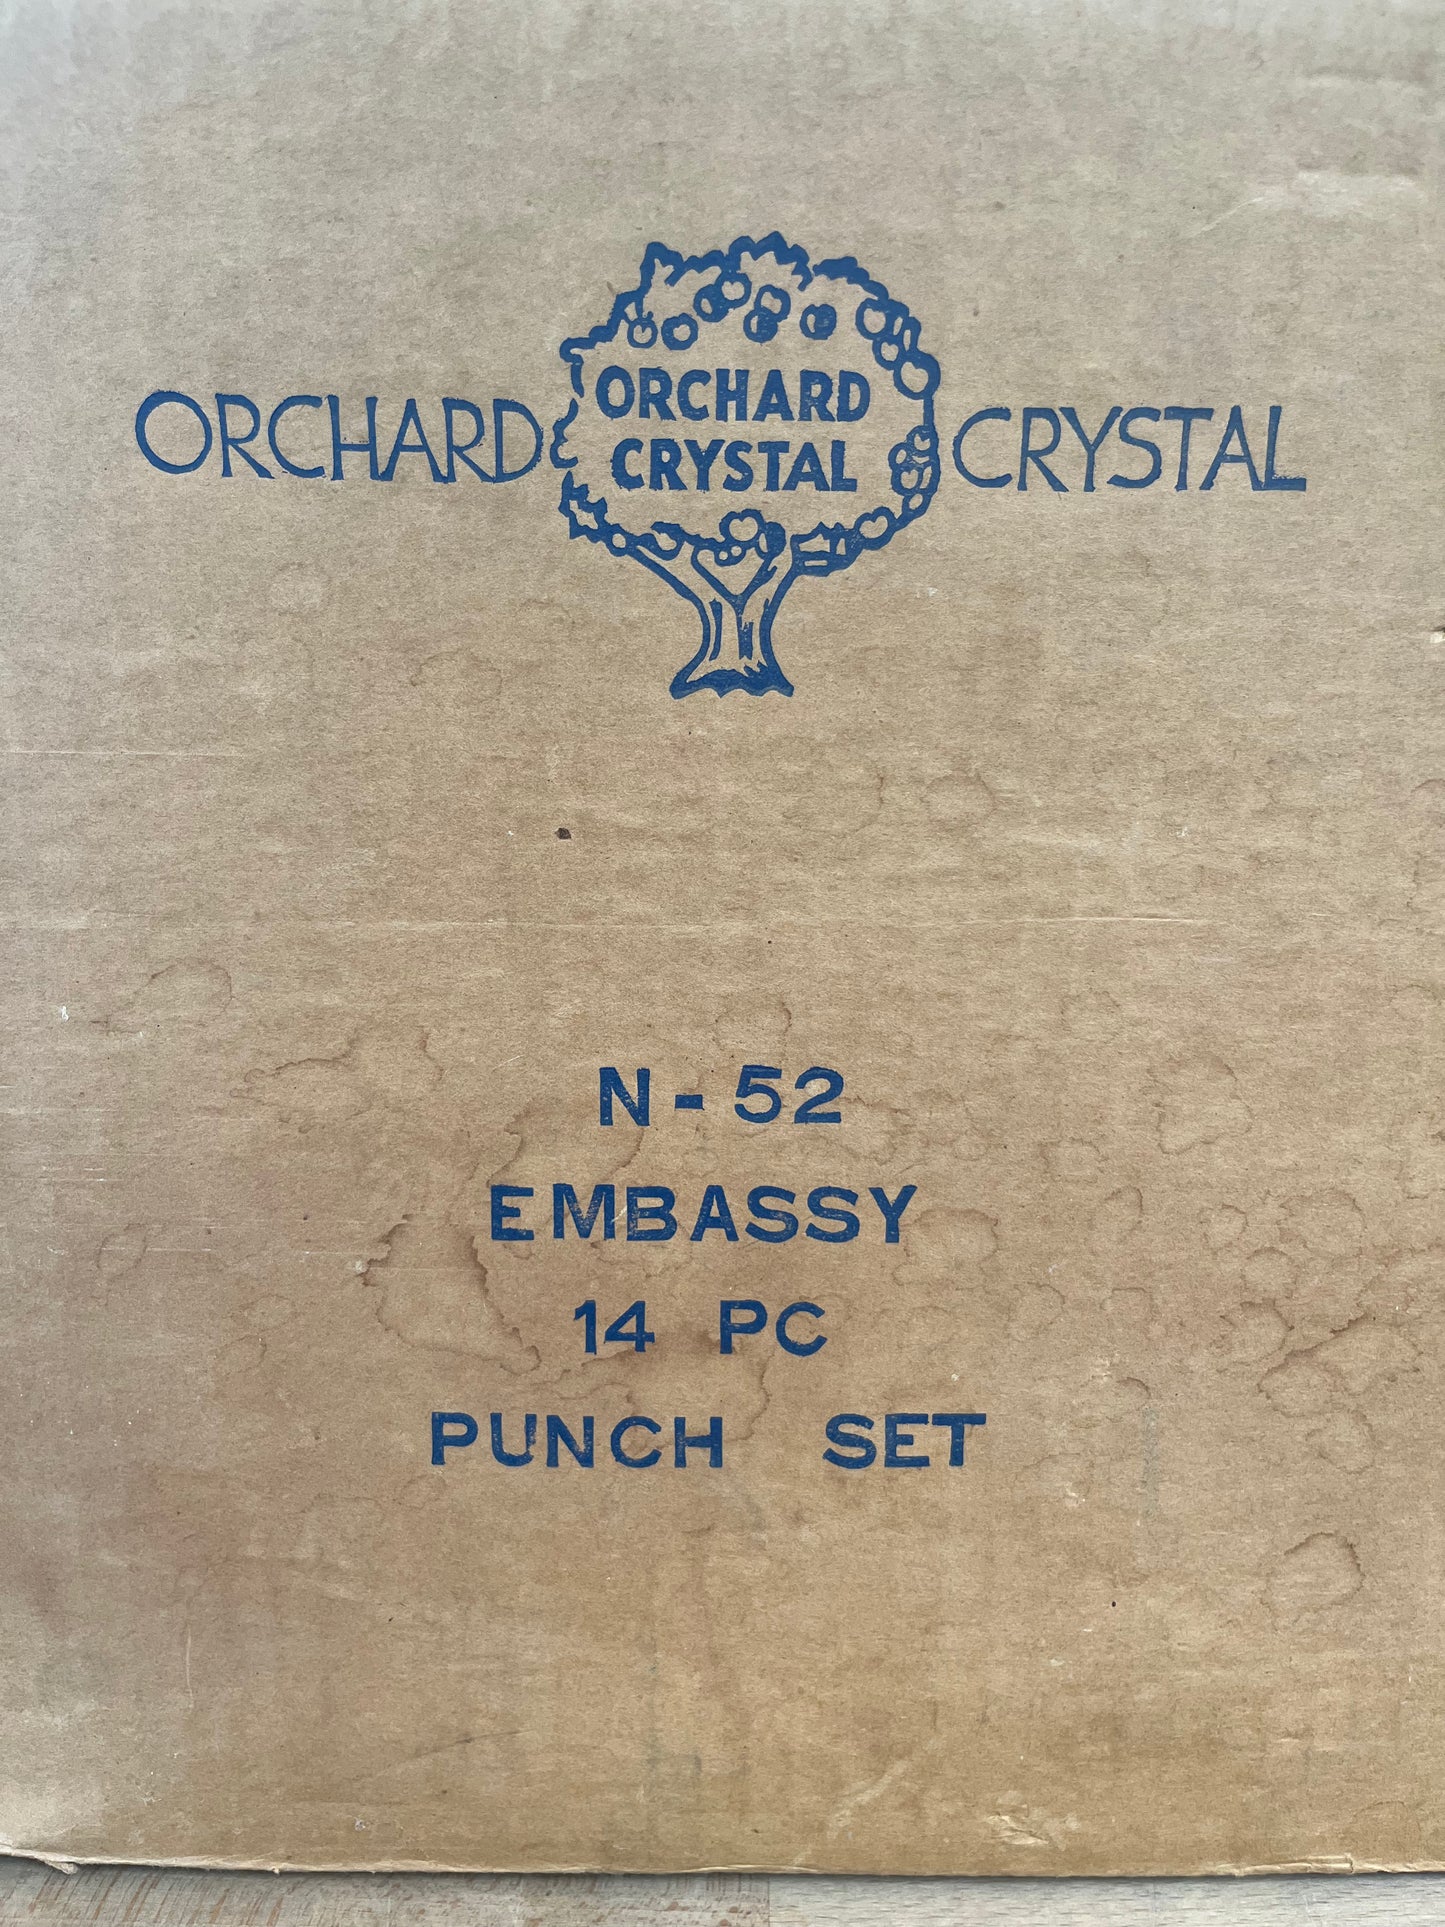 ORCHARD ORCHARD CRYSTAL
CRYSTAL
N-52
EMBASSY
14 PC
PUNCH SET